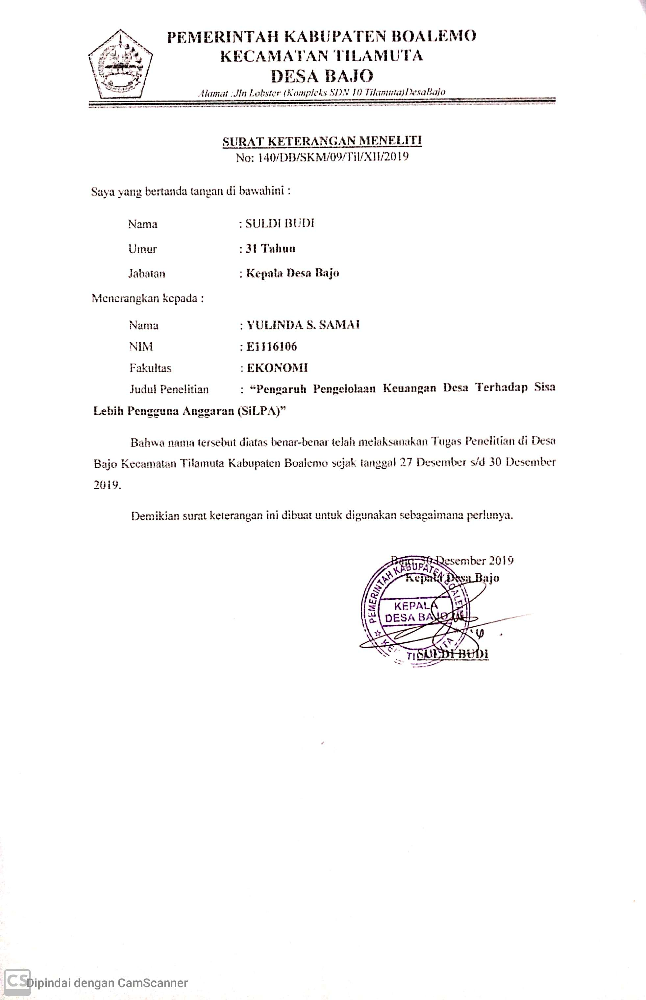 PEMERINTAH KABUPATEN BOALEMO
KECAMATAN TILAMUTA
DESA BAJO
Alamat :Jln Lobster (Kompleks SDN 10 Tilamuta)DesaBajo
SURAT KETERANGAN MENELITI
No: 140/DB/SKM/09/Til/XII/2019
Saya yang bertanda tangan di bawahini :
Nama : SULDI BUDI
Umur : 31 Tahun
Jabatan : Kepala Desa Bajo
Menerangkan kepada :
Nama : YULINDA S. SAMAI
NIM : E1116106
Fakultas : EKONOMI
Judul Penelitian : “Pengaruh Pengelolaan Keuangan Desa Terhadap Sisa
Lebih Pengguna Anggaran (SiLPA)”
Bahwa nama tersebut diatas benar-benar telah melaksanakan Tugas Penelitian di Desa
Bajo Kecamatan Tilamuta Kabupaten Boalemo sejak tanggal 27 Desember s/d 30 Desember
2019.
Demikian surat keterangan ini dibuat untuk digunakan sebagaimana perlunya.
Bajo, 30 Desember 2019
Kepala Desa Bajo
PEMERINTAH KABUPATEN BOALEMO
KEPALA
DESA BAJO
KEC. TILAMUTA
SULDI BUDI
CS Dipindai dengan CamScanner